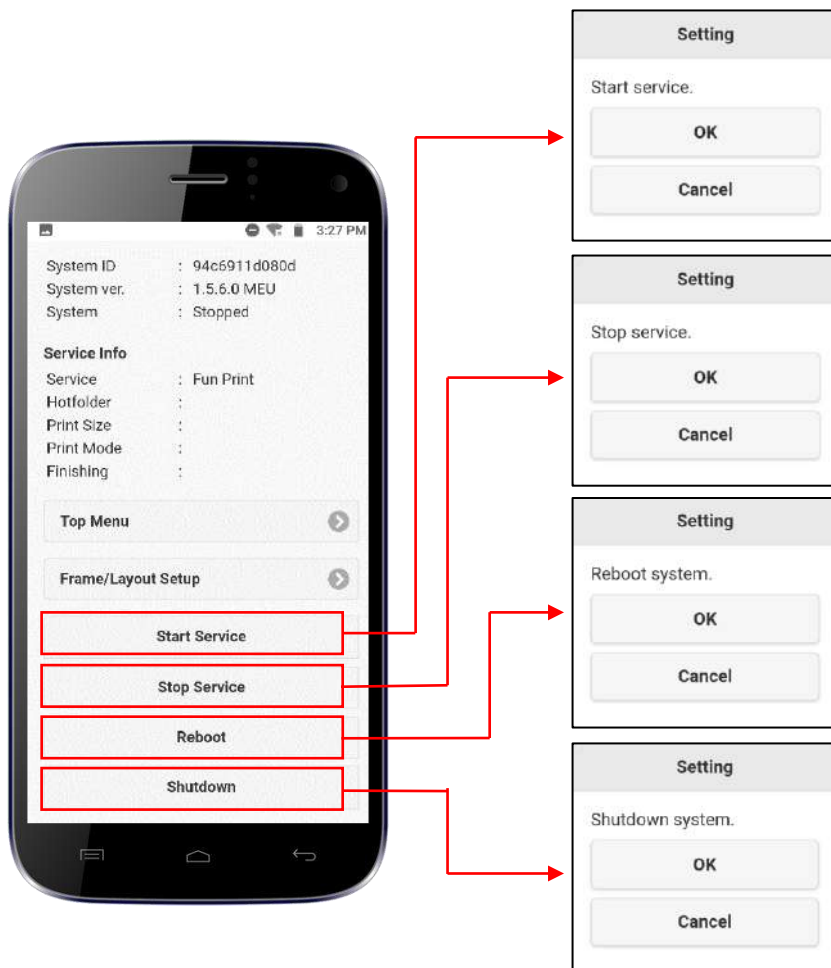 3:27 PM
System ID : 94c6911d080d
System ver. : 1.5.6.0 MEU
System : Stopped
Service Info
Service : Fun Print
Hotfolder :
Print Size :
Print Mode :
Finishing :
Top Menu
Frame/Layout Setup
Start Service
Stop Service
Reboot
Shutdown
Setting
Start service.
OK
Cancel
Setting
Stop service.
OK
Cancel
Setting
Reboot system.
OK
Cancel
Setting
Shutdown system.
OK
Cancel